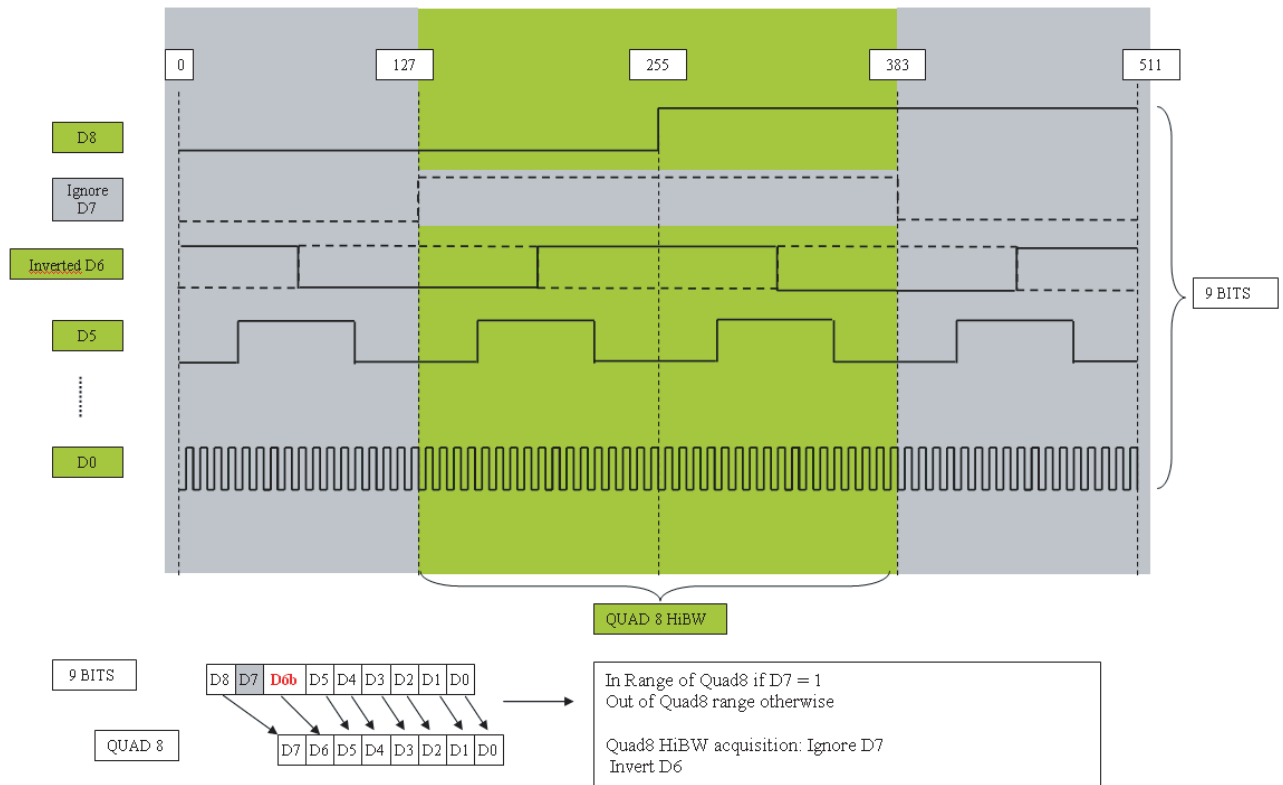 0
127
255
383
511
D8
Ignore
D7
Inverted D6
D5
D0
9 BITS
QUAD 8 HiBW
9 BITS
D8 D7 D6b D5 D4 D3 D2 D1 D0
QUAD 8
D7 D6 D5 D4 D3 D2 D1 D0
In Range of Quad8 if D7 = 1
Out of Quad8 range otherwise
Quad8 HiBW acquisition: Ignore D7
Invert D6